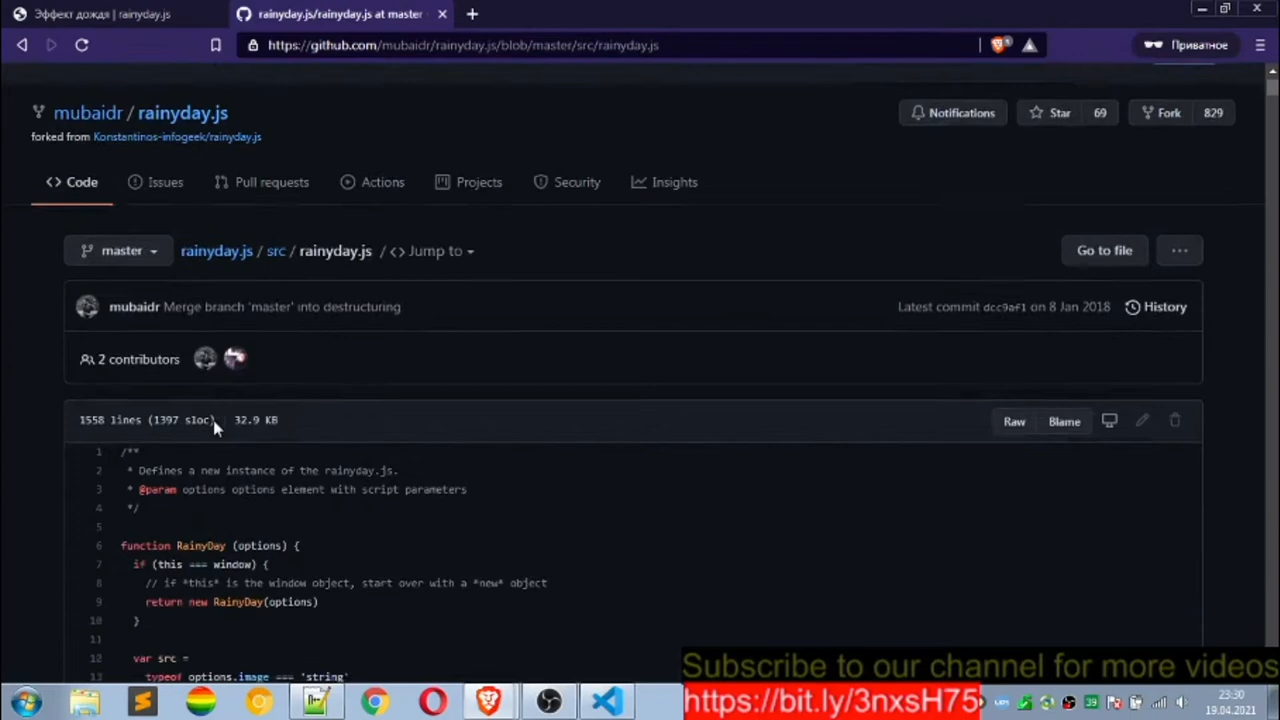 Эффект дождя | rainyday.js
rainyday.js/rainyday.js at master
https://github.com/mubaidr/rainyday.js/blob/master/src/rainyday.js
Приватное
mubaidr / rainyday.js
Notifications
Star 69
Fork 829
forked from Konstantinos-infogeek/rainyday.js
Code
Issues
Pull requests
Actions
Projects
Security
Insights
master
rainyday.js / src / rainyday.js / <> Jump to
Go to file
mubaidr Merge branch 'master' into destructuring
Latest commit dcc9af1 on 8 Jan 2018
History
2 contributors
1558 lines (1397 sloc) 32.9 KB
Raw
Blame
1 /**
2 * Defines a new instance of the rainyday.js.
3 * @param options options element with script parameters
4 */
5
6 function RainyDay (options) {
7 if (this === window) {
8 // if *this* is the window object, start over with a *new* object
9 return new RainyDay(options)
10 }
11
12 var src =
13 typeof options.image === 'string'
Subscribe to our channel for more videos
https://bit.ly/3nxsH75
39
23:30
19.04.2021